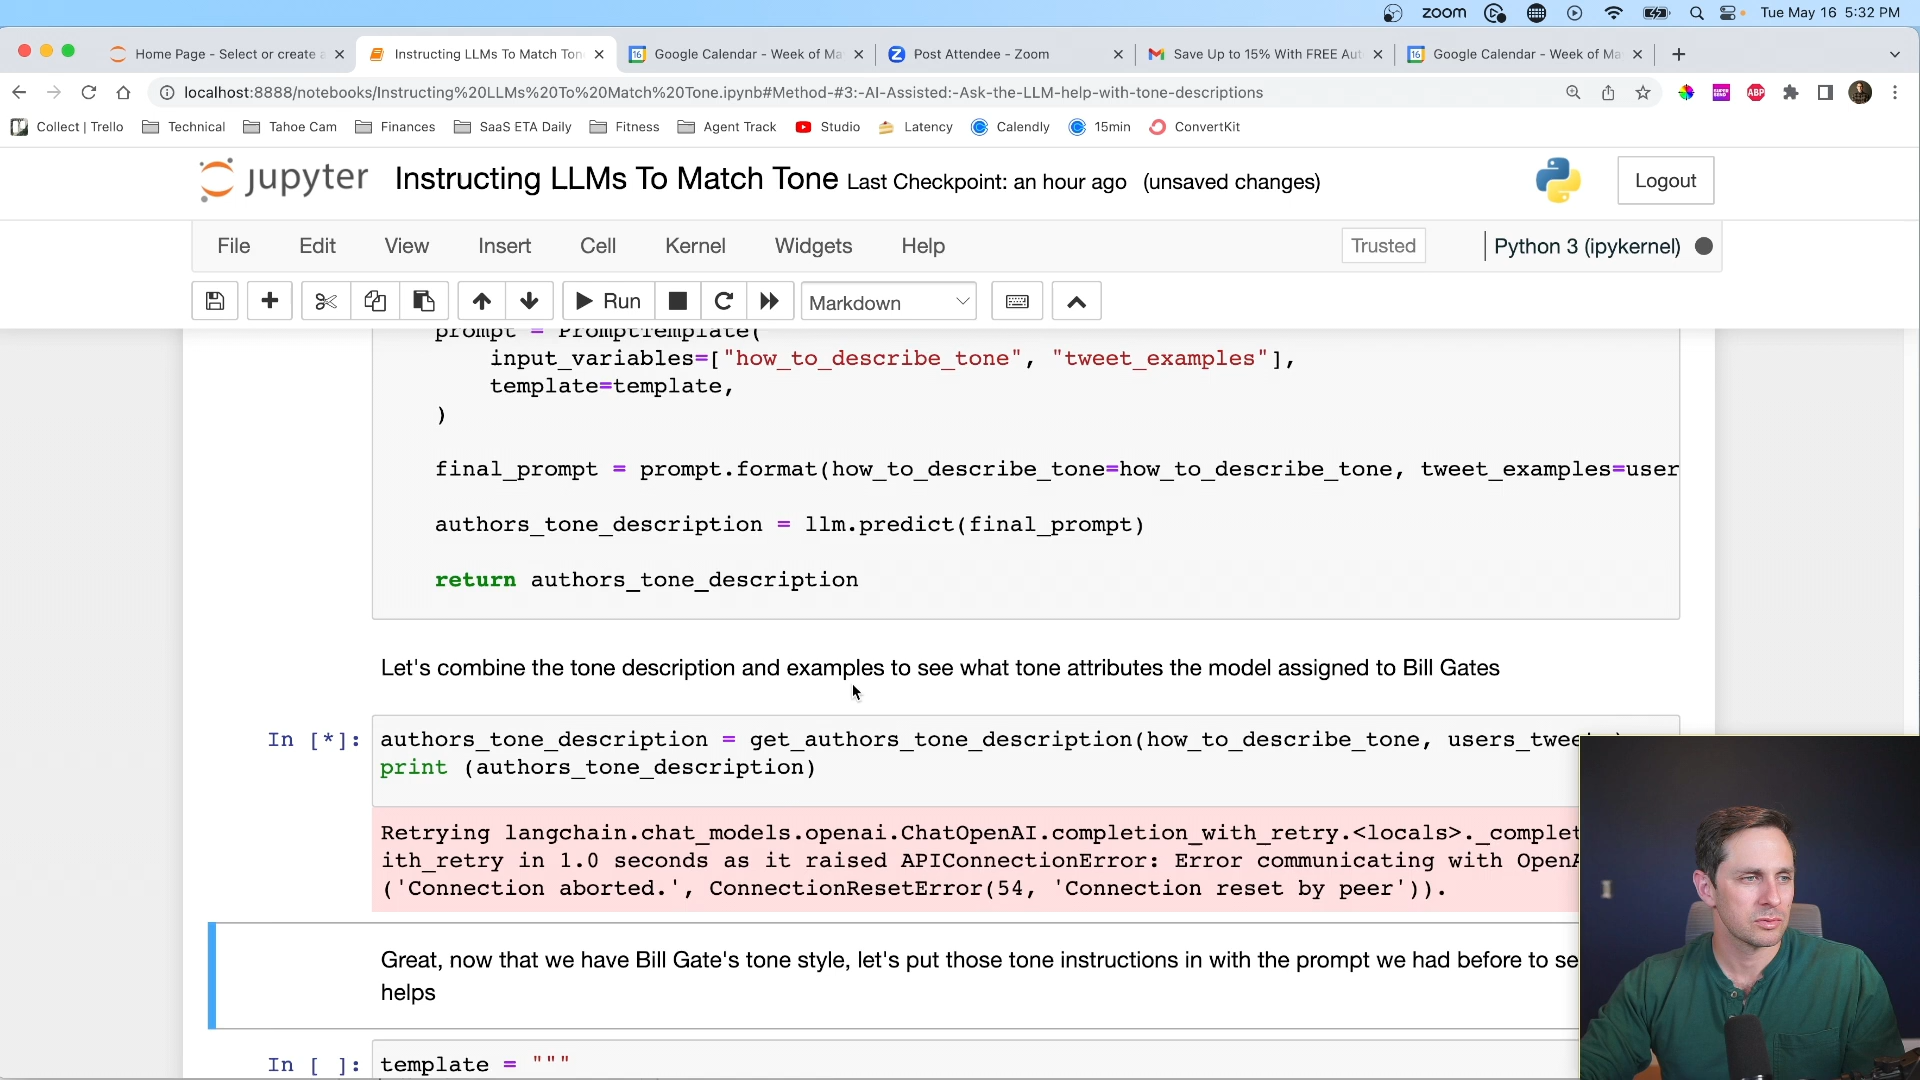 zoom Tue May 16 5:32 PM
Home Page - Select or create a Instructing LLMs To Match Ton Google Calendar - Week of Ma Post Attendee - Zoom Save Up to 15% With FREE Aut Google Calendar - Week of Ma
localhost:8888/notebooks/Instructing%20LLMs%20To%20Match%20Tone.ipynb#Method-#3:-AI-Assisted:-Ask-the-LLM-help-with-tone-descriptions
ABP
Collect | Trello Technical Tahoe Cam Finances SaaS ETA Daily Fitness Agent Track Studio Latency Calendly 15min ConvertKit
jupyter Instructing LLMs To Match Tone Last Checkpoint: an hour ago (unsaved changes) Logout
File Edit View Insert Cell Kernel Widgets Help Trusted Python 3 (ipykernel)
Run Markdown
prompt = PromptTemplate(
input_variables=["how_to_describe_tone", "tweet_examples"],
template=template,
)
final_prompt = prompt.format(how_to_describe_tone=how_to_describe_tone, tweet_examples=user
authors_tone_description = llm.predict(final_prompt)
return authors_tone_description
Let's combine the tone description and examples to see what tone attributes the model assigned to Bill Gates
In [*]: authors_tone_description = get_authors_tone_description(how_to_describe_tone, users_twee
print (authors_tone_description)
Retrying langchain.chat_models.openai.ChatOpenAI.completion_with_retry.<locals>._complet
ith_retry in 1.0 seconds as it raised APIConnectionError: Error communicating with OpenA
('Connection aborted.', ConnectionResetError(54, 'Connection reset by peer')).
Great, now that we have Bill Gate's tone style, let's put those tone instructions in with the prompt we had before to se
helps
In [ ]: template = """